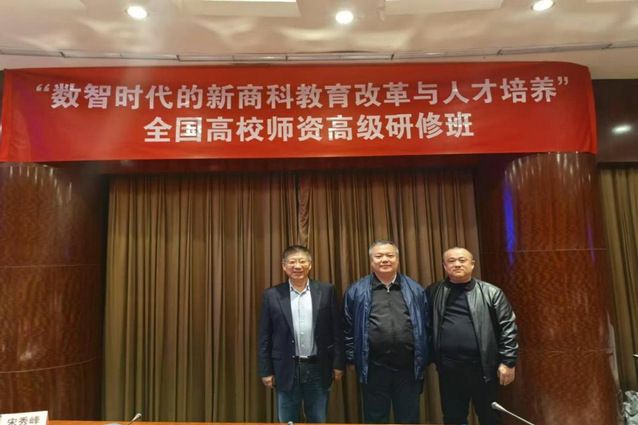 “数智时代的新商科教育改革与人才培养”
全国高校师资高级研修班
宋秀峰